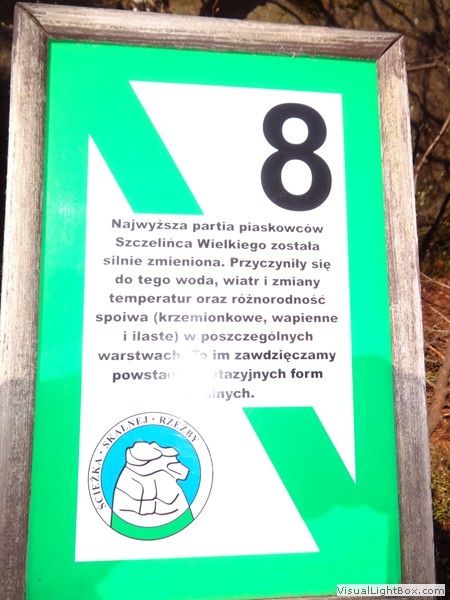 8
Najwyższa partia piaskowców
Szczelińca Wielkiego została
silnie zmieniona. Przyczyniły się
do tego woda, wiatr i zmiany
temperatur oraz różnorodność
spoiwa (krzemionkowe, wapienne
i ilaste) w poszczególnych
warstwach. To im zawdzięczamy
form
ŚCIEŻKA • SKALNEJ • RZEŹBY
VisualLightBox.com